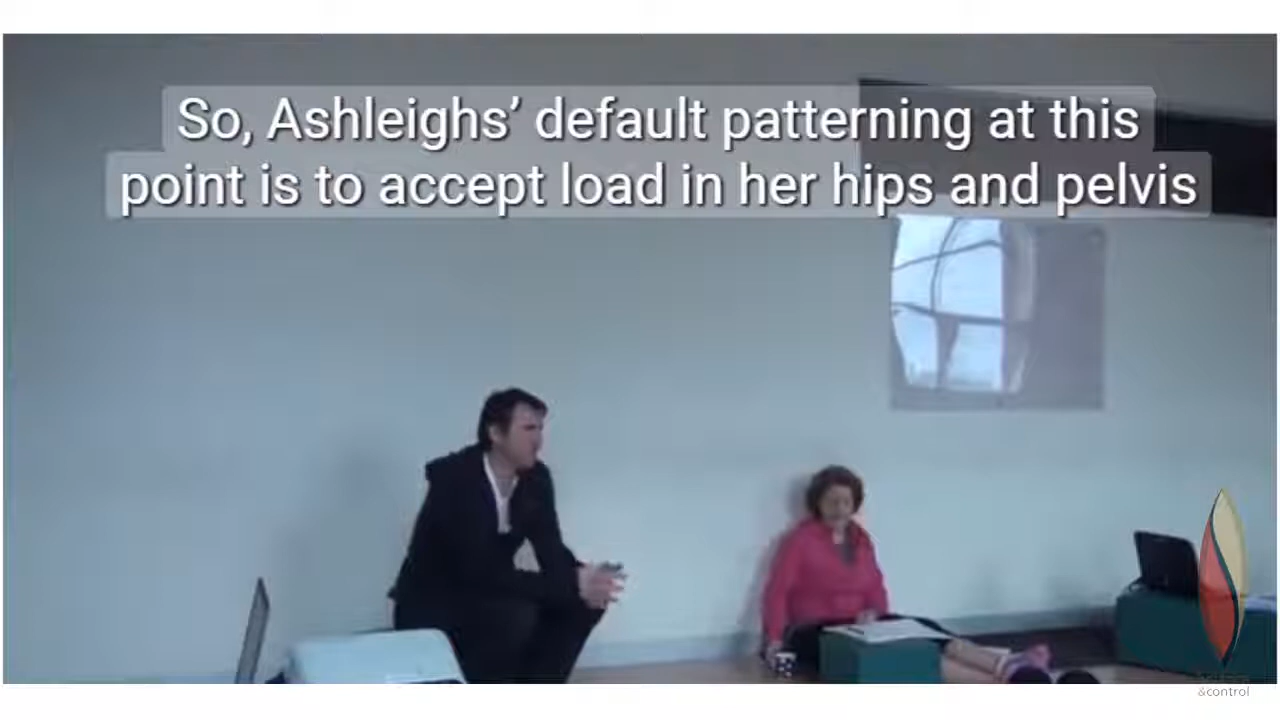 So, Ashleighs’ default patterning at this
point is to accept load in her hips and pelvis
&control